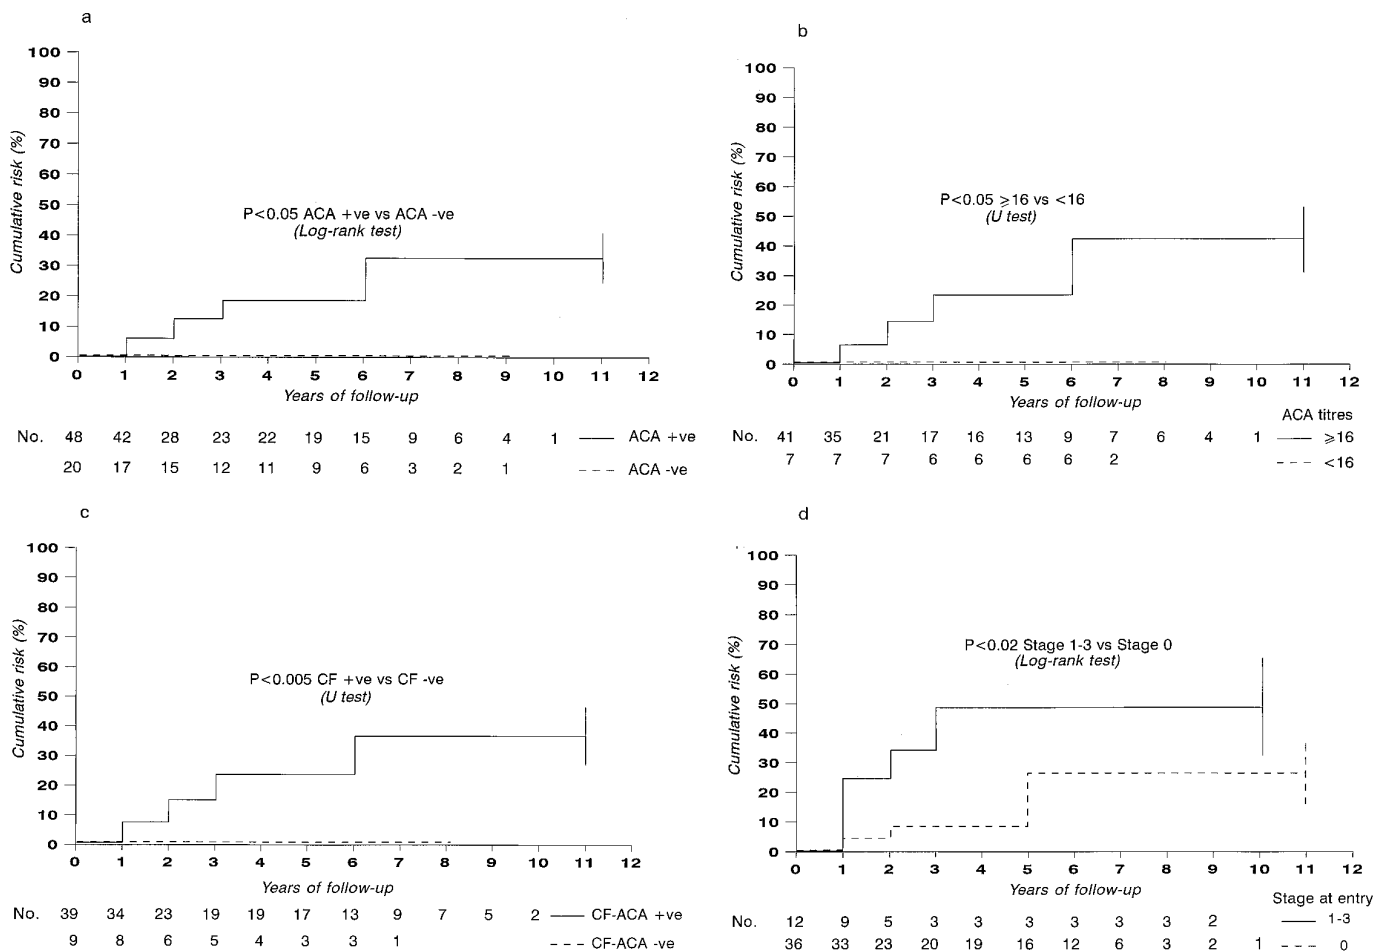 a
100
90
80
70
60
50
40
30
20
10
0
Cumulative risk (%)
P<0.05 ACA +ve vs ACA -ve
(Log-rank test)
0 1 2 3 4 5 6 7 8 9 10 11 12
Years of follow-up
No. 48 42 28 23 22 19 15 9 6 4 1 ACA +ve
20 17 15 12 11 9 6 3 2 1 ACA -ve
b
100
90
80
70
60
50
40
30
20
10
0
Cumulative risk (%)
P<0.05 ⩾16 vs <16
(U test)
0 1 2 3 4 5 6 7 8 9 10 11 12
Years of follow-up
ACA titres
No. 41 35 21 17 16 13 9 7 6 4 1 ⩾16
7 7 7 6 6 6 6 2 <16
c
100
90
80
70
60
50
40
30
20
10
0
Cumulative risk (%)
P<0.005 CF +ve vs CF -ve
(U test)
0 1 2 3 4 5 6 7 8 9 10 11 12
Years of follow-up
No. 39 34 23 19 19 17 13 9 7 5 2 CF-ACA +ve
9 8 6 5 4 3 3 1 CF-ACA -ve
d
100
90
80
70
60
50
40
30
20
10
0
Cumulative risk (%)
P<0.02 Stage 1-3 vs Stage 0
(Log-rank test)
0 1 2 3 4 5 6 7 8 9 10 11 12
Years of follow-up
Stage at entry
No. 12 9 5 3 3 3 3 3 3 2 1-3
36 33 23 20 19 16 12 6 3 2 1 0